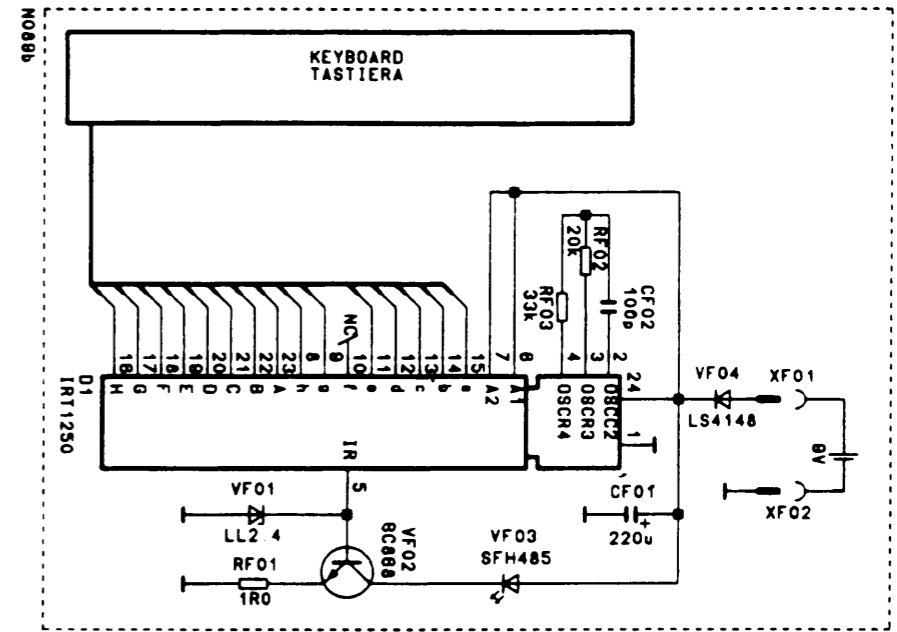 N089b
KEYBOARD
TASTIERA
RF02
20k
RF03
33k
CF02
100p
NC
16
17
18
19
20
21
22
23
8
9
10
11
12
13
14
15
7
6
4
3
2
24
1
H
G
F
E
D
C
B
A
h
g
f
e
d
c
b
a
A2
A1
OSCR4
OSCR3
OSCC2
D1
IRT1250
IR
5
VF04
LS4148
XF01
9V
XF02
VF01
LL2.4
VF02
BC868
RF01
1R0
VF03
SFH485
CF01
+
220u